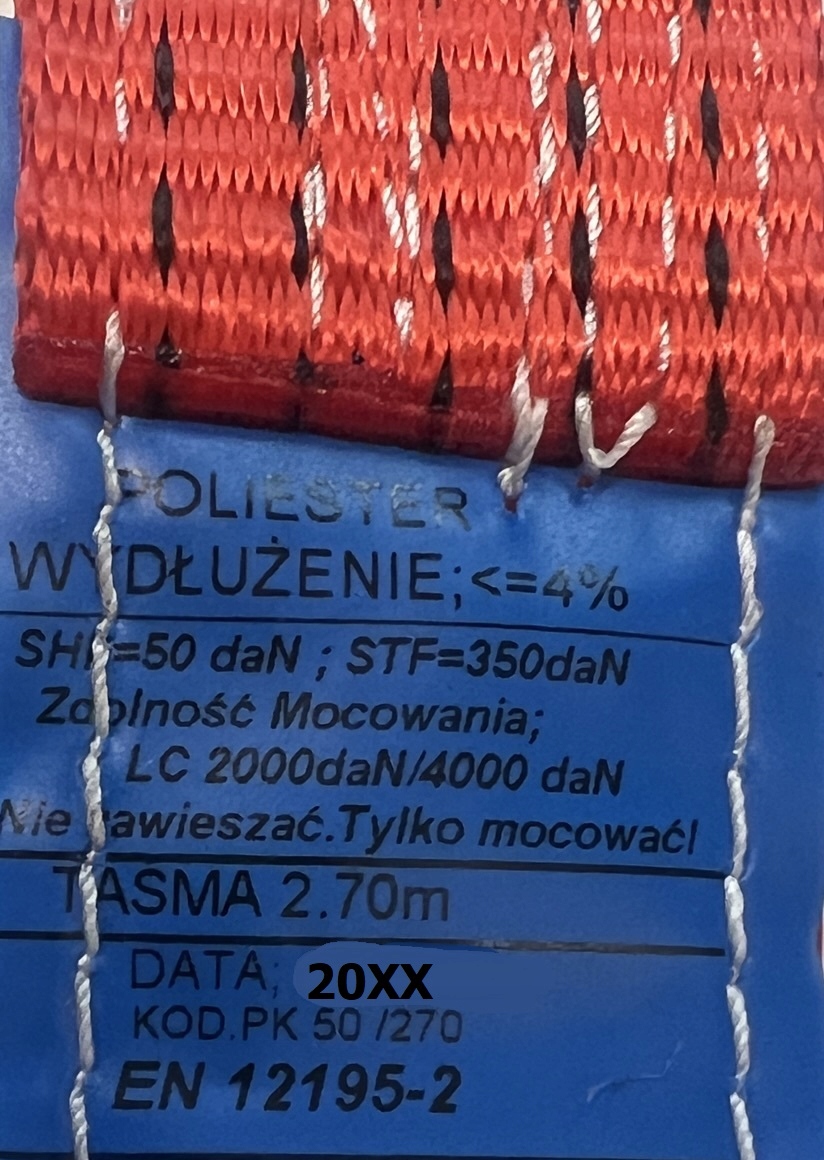 POLIESTER
WYDŁUŻENIE;<=4%
SHF=50 daN ; STF=350daN
Zdolność Mocowania;
LC 2000daN/4000 daN
Nie zawieszać.Tylko mocować!
TASMA 2.70m
DATA; 20XX
KOD.PK 50 /270
EN 12195-2